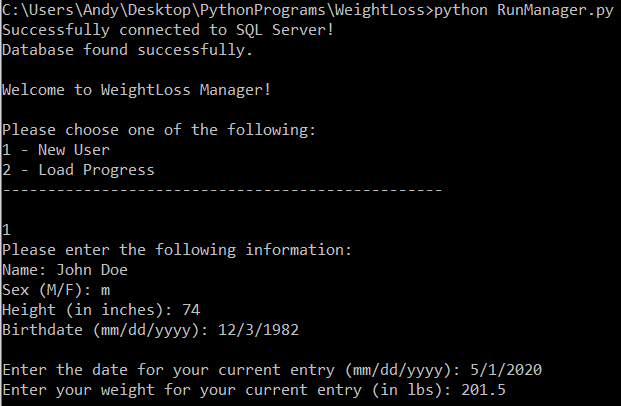 C:\Users\Andy\Desktop\PythonPrograms\WeightLoss>python RunManager.py
Successfully connected to SQL Server!
Database found successfully.
Welcome to WeightLoss Manager!
Please choose one of the following:
1 - New User
2 - Load Progress
-------------------------------------------------
1
Please enter the following information:
Name: John Doe
Sex (M/F): m
Height (in inches): 74
Birthdate (mm/dd/yyyy): 12/3/1982
Enter the date for your current entry (mm/dd/yyyy): 5/1/2020
Enter your weight for your current entry (in lbs): 201.5